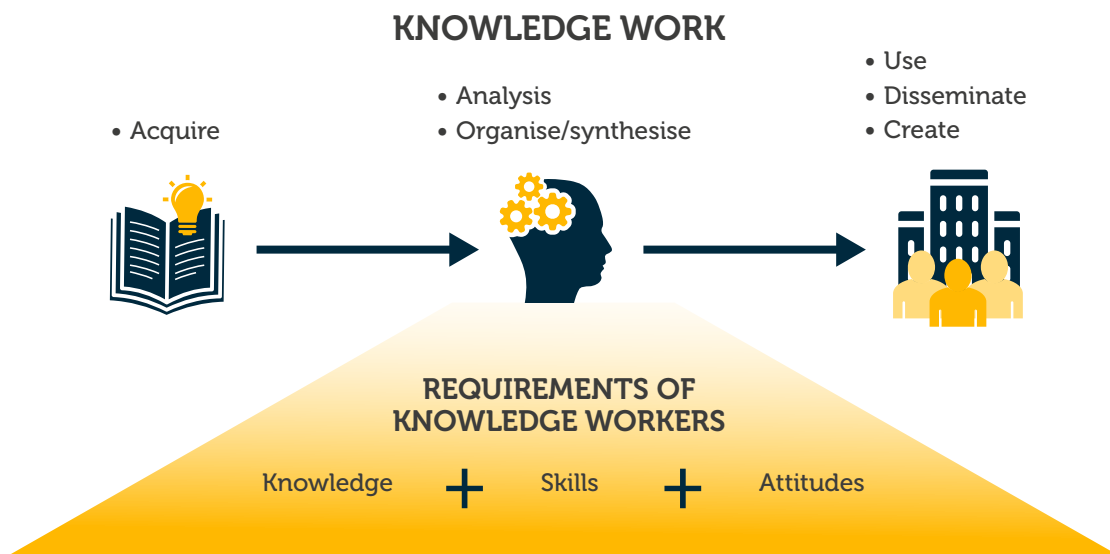 KNOWLEDGE WORK
• Acquire
• Analysis
• Organise/synthesise
• Use
• Disseminate
• Create
REQUIREMENTS OF
KNOWLEDGE WORKERS
Knowledge + Skills + Attitudes